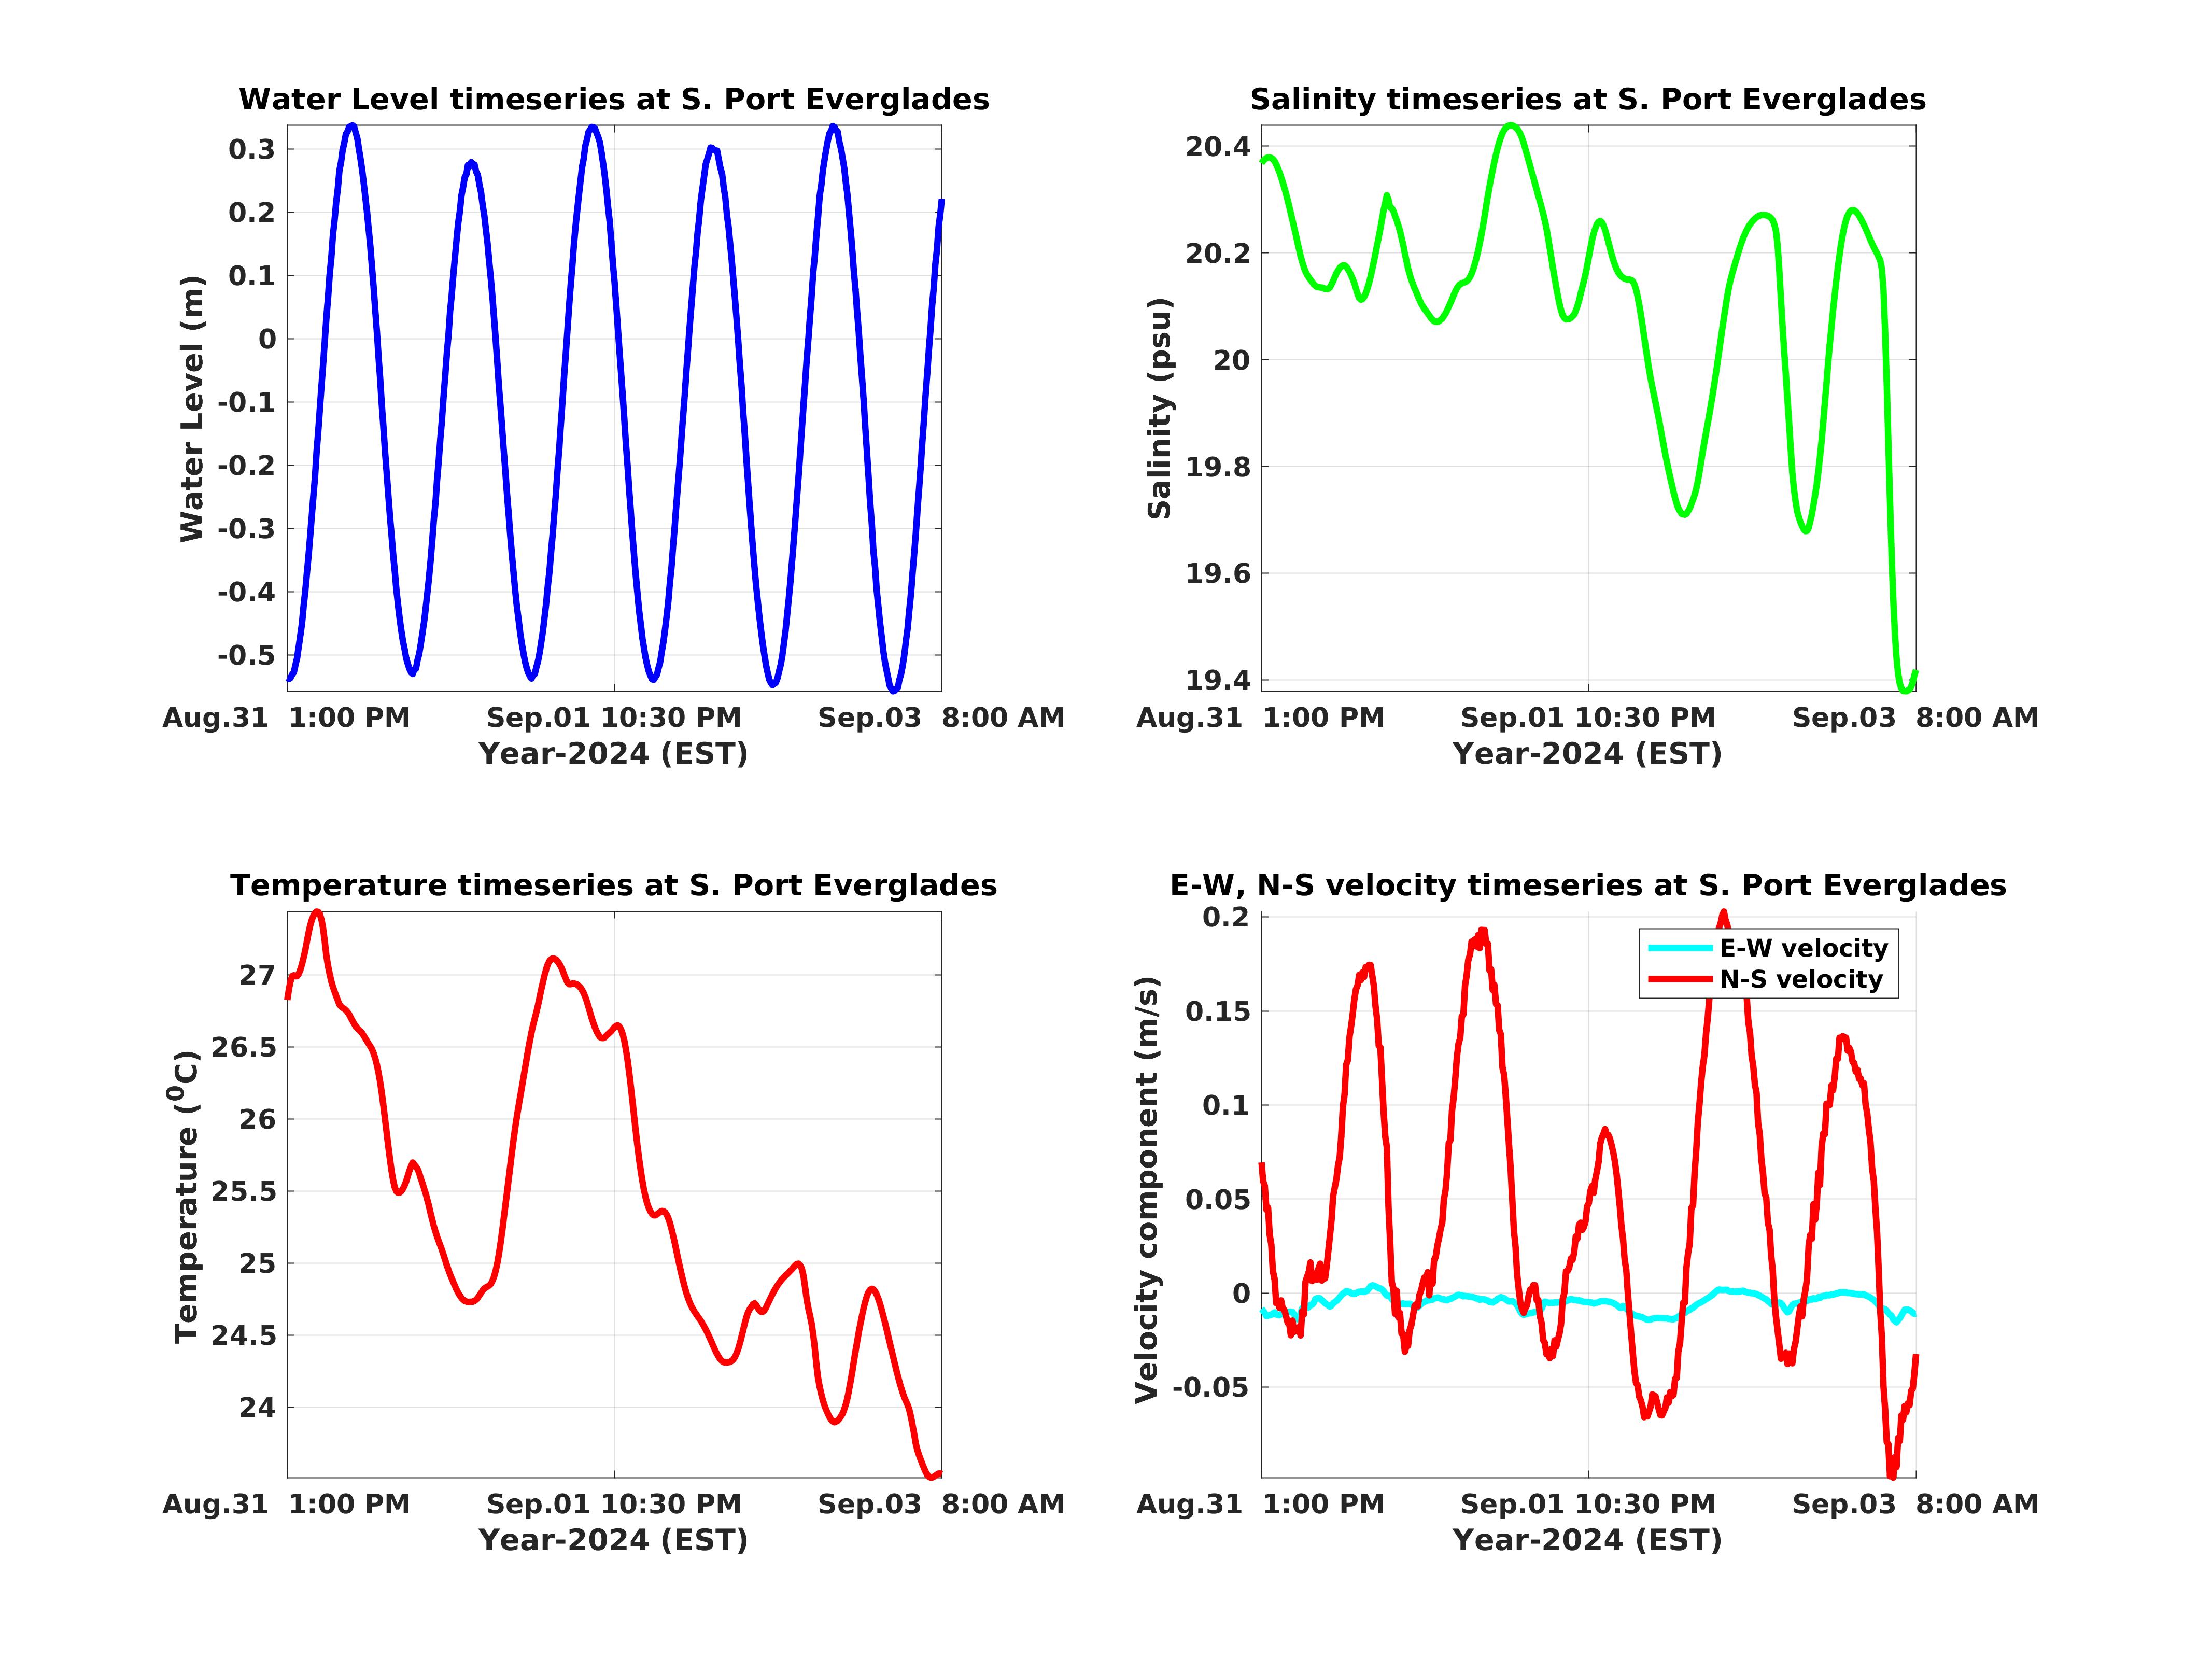 Water Level timeseries at S. Port Everglades
Water Level (m)
0.3
0.2
0.1
0
-0.1
-0.2
-0.3
-0.4
-0.5
Aug.31 1:00 PM Sep.01 10:30 PM Sep.03 8:00 AM
Year-2024 (EST)
Salinity timeseries at S. Port Everglades
Salinity (psu)
20.4
20.2
20
19.8
19.6
19.4
Aug.31 1:00 PM Sep.01 10:30 PM Sep.03 8:00 AM
Year-2024 (EST)
Temperature timeseries at S. Port Everglades
Temperature (⁰C)
27
26.5
26
25.5
25
24.5
24
Aug.31 1:00 PM Sep.01 10:30 PM Sep.03 8:00 AM
Year-2024 (EST)
E-W, N-S velocity timeseries at S. Port Everglades
Velocity component (m/s)
0.2
0.15
0.1
0.05
0
-0.05
E-W velocity
N-S velocity
Aug.31 1:00 PM Sep.01 10:30 PM Sep.03 8:00 AM
Year-2024 (EST)